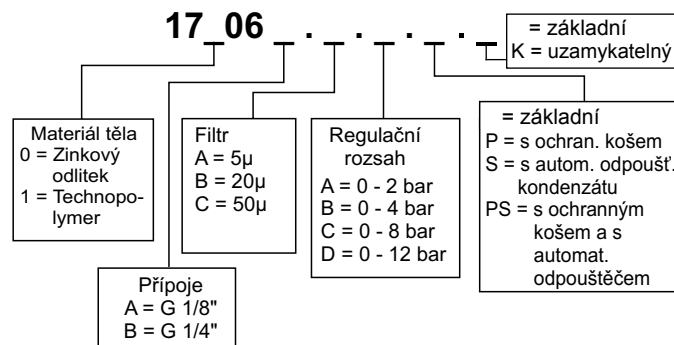 17_06 _ . _ . _ . _ . _
= základní
K = uzamykatelný
Materiál těla
0 = Zinkový
odlitek
1 = Technopo-
lymer
Filtr
A = 5µ
B = 20µ
C = 50µ
Regulační
rozsah
A = 0 - 2 bar
B = 0 - 4 bar
C = 0 - 8 bar
D = 0 - 12 bar
= základní
P = s ochran. košem
S = s autom. odpoušť.
kondenzátu
PS = s ochranným
košem a s
automat.
odpouštěčem
Přípoje
A = G 1/8"
B = G 1/4"